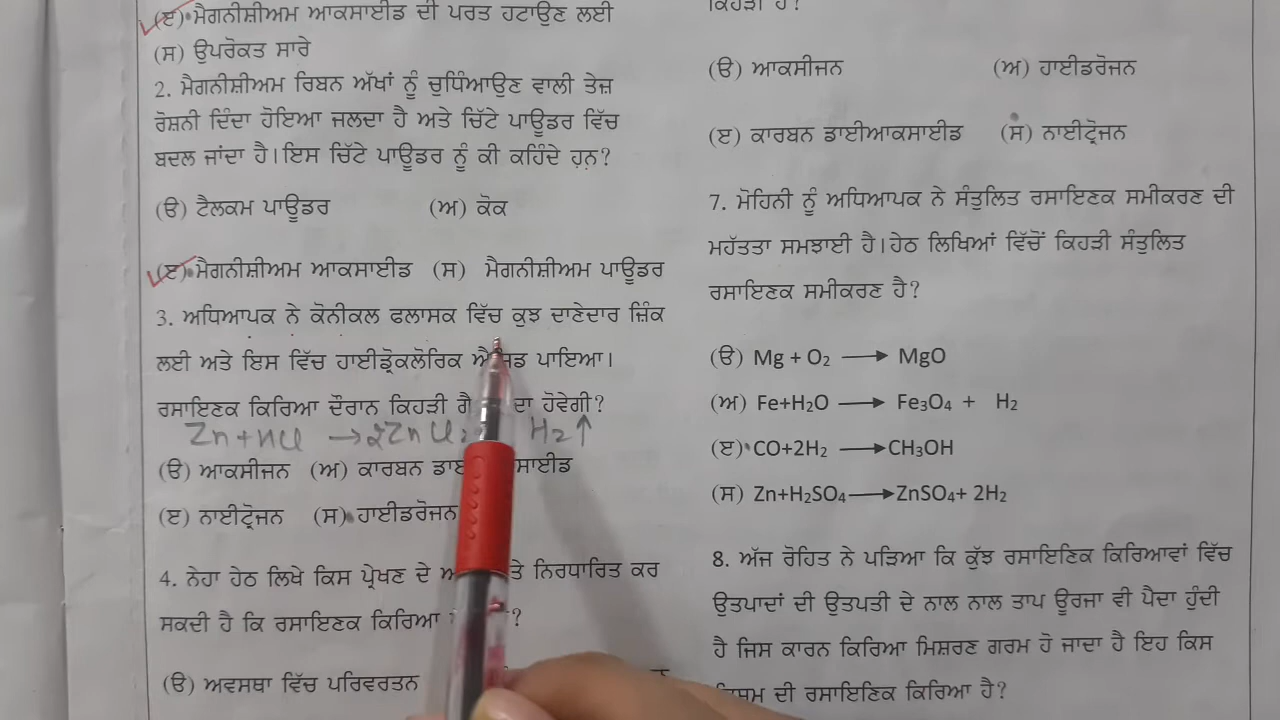 (ੲ) ਮੈਗਨੀਸ਼ੀਅਮ ਆਕਸਾਈਡ ਦੀ ਪਰਤ ਹਟਾਉਣ ਲਈ
(ਸ) ਉਪਰੋਕਤ ਸਾਰੇ
2. ਮੈਗਨੀਸ਼ੀਅਮ ਰਿਬਨ ਅੱਖਾਂ ਨੂੰ ਚੁਧਿੰਆਉਣ ਵਾਲੀ ਤੇਜ਼
ਰੋਸ਼ਨੀ ਦਿੰਦਾ ਹੋਇਆ ਜਲਦਾ ਹੈ ਅਤੇ ਚਿੱਟੇ ਪਾਊਡਰ ਵਿੱਚ
ਬਦਲ ਜਾਂਦਾ ਹੈ। ਇਸ ਚਿੱਟੇ ਪਾਊਡਰ ਨੂੰ ਕੀ ਕਹਿੰਦੇ ਹਨ?
(ੳ) ਟੈਲਕਮ ਪਾਊਡਰ (ਅ) ਕੋਕ
(ੲ) ਮੈਗਨੀਸ਼ੀਅਮ ਆਕਸਾਈਡ (ਸ) ਮੈਗਨੀਸ਼ੀਅਮ ਪਾਊਡਰ
3. ਅਧਿਆਪਕ ਨੇ ਕੋਨੀਕਲ ਫਲਾਸਕ ਵਿੱਚ ਕੁਝ ਦਾਣੇਦਾਰ ਜ਼ਿੰਕ
ਲਈ ਅਤੇ ਇਸ ਵਿੱਚ ਹਾਈਡ੍ਰੋਕਲੋਰਿਕ ਪਾਇਆ।
ਰਸਾਇਣਕ ਕਿਰਿਆ ਦੌਰਾਨ ਕਿਹੜੀ ਹੋਵੇਗੀ?
Zn + HCl → H2↑
(ੳ) ਆਕਸੀਜਨ (ਅ) ਕਾਰਬਨ
(ੲ) ਨਾਈਟ੍ਰੋਜਨ (ਸ) ਹਾਈਡਰੋਜਨ
4. ਨੇਹਾ ਹੇਠ ਲਿਖੇ ਕਿਸ ਪ੍ਰੇਖਣ ਦੇ ਨਿਰਧਾਰਿਤ ਕਰ
ਸਕਦੀ ਹੈ ਕਿ ਰਸਾਇਣਕ ਕਿਰਿਆ ?
(ੳ) ਅਵਸਥਾ ਵਿੱਚ ਪਰਿਵਰਤਨ
ਕਿਹੜੀ ਹੈ?
(ੳ) ਆਕਸੀਜਨ (ਅ) ਹਾਈਡਰੋਜਨ
(ੲ) ਕਾਰਬਨ ਡਾਈਆਕਸਾਈਡ (ਸ) ਨਾਈਟ੍ਰੋਜਨ
7. ਮੋਹਿਨੀ ਨੂੰ ਅਧਿਆਪਕ ਨੇ ਸੰਤੁਲਿਤ ਰਸਾਇਣਕ ਸਮੀਕਰਣ ਦੀ
ਮਹੱਤਤਾ ਸਮਝਾਈ ਹੈ। ਹੇਠ ਲਿਖਿਆਂ ਵਿੱਚੋਂ ਕਿਹੜੀ ਸੰਤੁਲਿਤ
ਰਸਾਇਣਕ ਸਮੀਕਰਣ ਹੈ?
(ੳ) Mg + O₂ ⟶ MgO
(ਅ) Fe+H₂O ⟶ Fe₃O₄ + H₂
(ੲ) CO+2H₂ ⟶CH₃OH
(ਸ) Zn+H₂SO₄⟶ZnSO₄+ 2H₂
8. ਅੱਜ ਰੋਹਿਤ ਨੇ ਪੜਿਆ ਕਿ ਕੁੱਝ ਰਸਾਇਣਿਕ ਕਿਰਿਆਵਾਂ ਵਿੱਚ
ਉਤਪਾਦਾਂ ਦੀ ਉਤਪਤੀ ਦੇ ਨਾਲ ਨਾਲ ਤਾਪ ਊਰਜਾ ਵੀ ਪੈਦਾ ਹੁੰਦੀ
ਹੈ ਜਿਸ ਕਾਰਨ ਕਿਰਿਆ ਮਿਸ਼ਰਣ ਗਰਮ ਹੋ ਜਾਦਾ ਹੈ ਇਹ ਕਿਸ
ਦੀ ਰਸਾਇਣਿਕ ਕਿਰਿਆ ਹੈ?